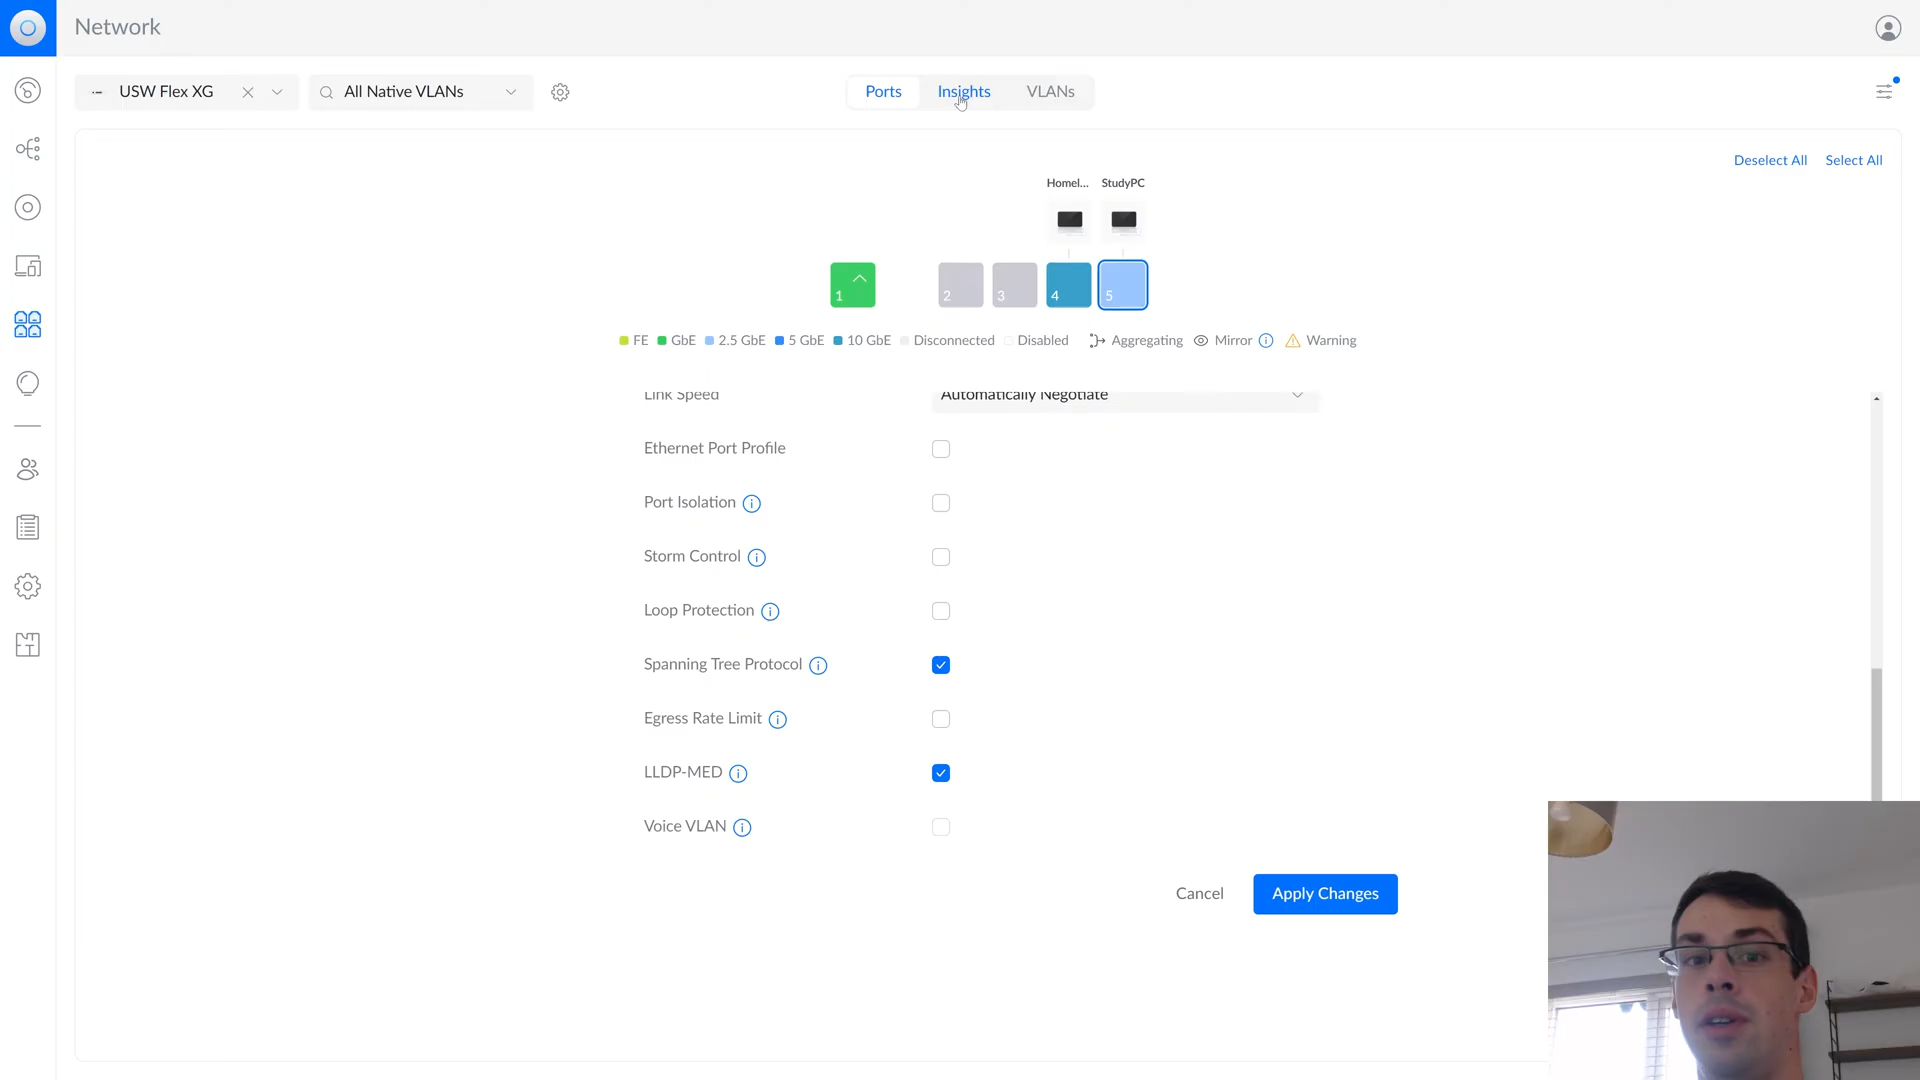 Network
USW Flex XG
All Native VLANs
Ports
Insights
VLANs
Deselect All
Select All
Homel...
StudyPC
1
2
3
4
5
FE
GbE
2.5 GbE
5 GbE
10 GbE
Disconnected
Disabled
Aggregating
Mirror
Warning
Link Speed
Automatically Negotiate
Ethernet Port Profile
Port Isolation
Storm Control
Loop Protection
Spanning Tree Protocol
Egress Rate Limit
LLDP-MED
Voice VLAN
Cancel
Apply Changes